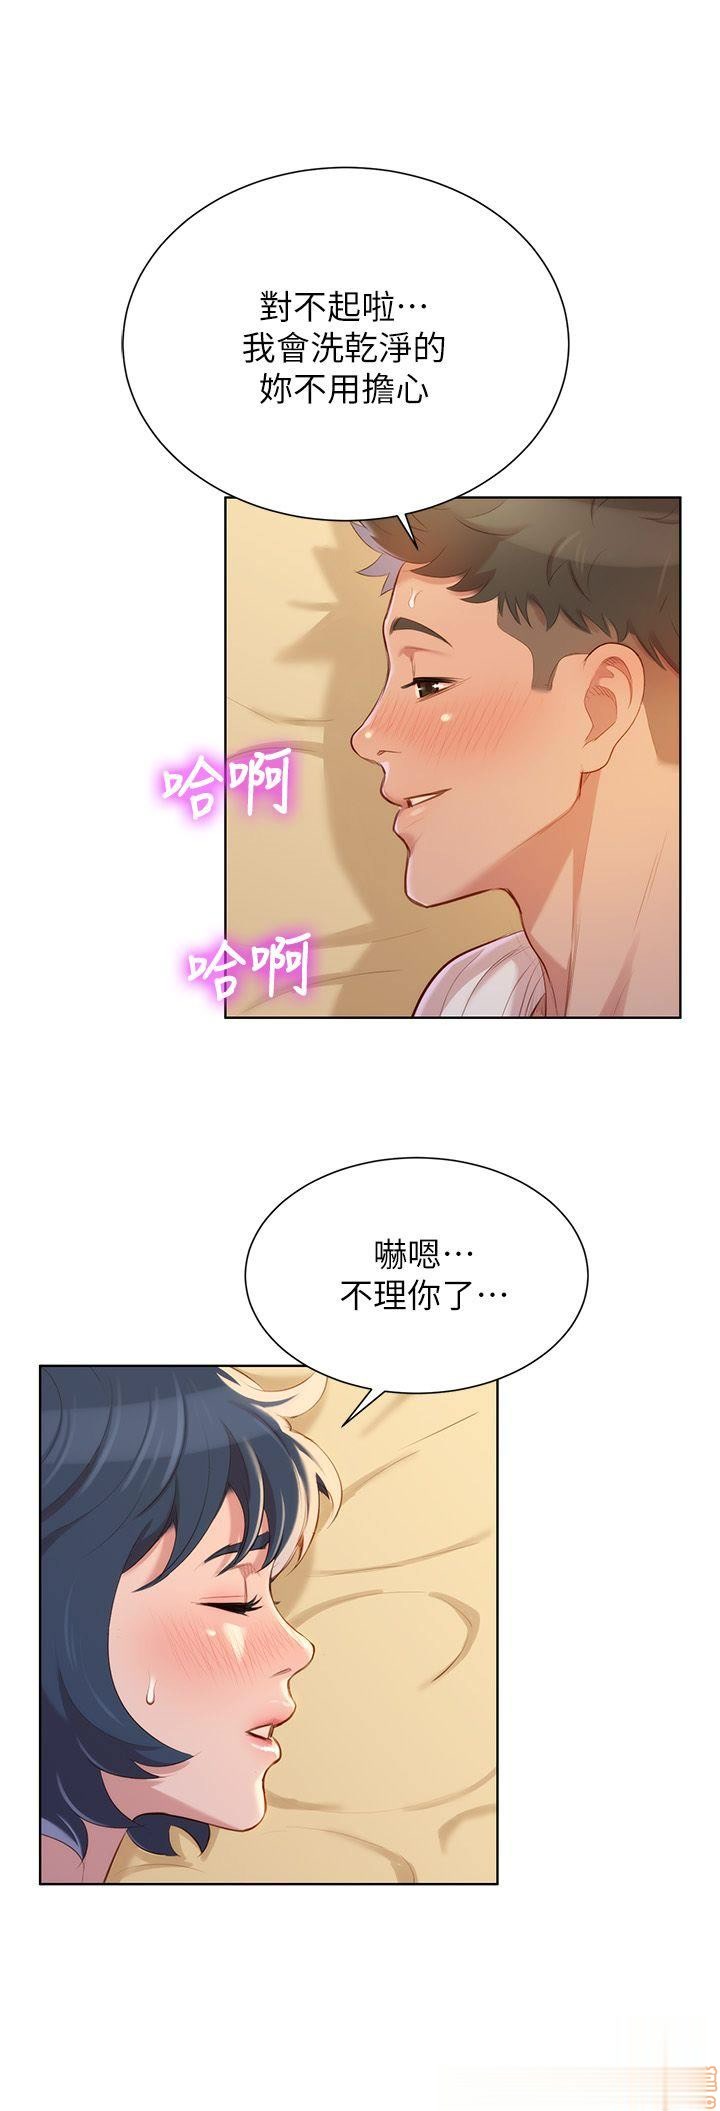 對不起啦⋯
我會洗乾淨的
妳不用擔心
哈啊
哈啊
嚇嗯⋯
不理你了⋯